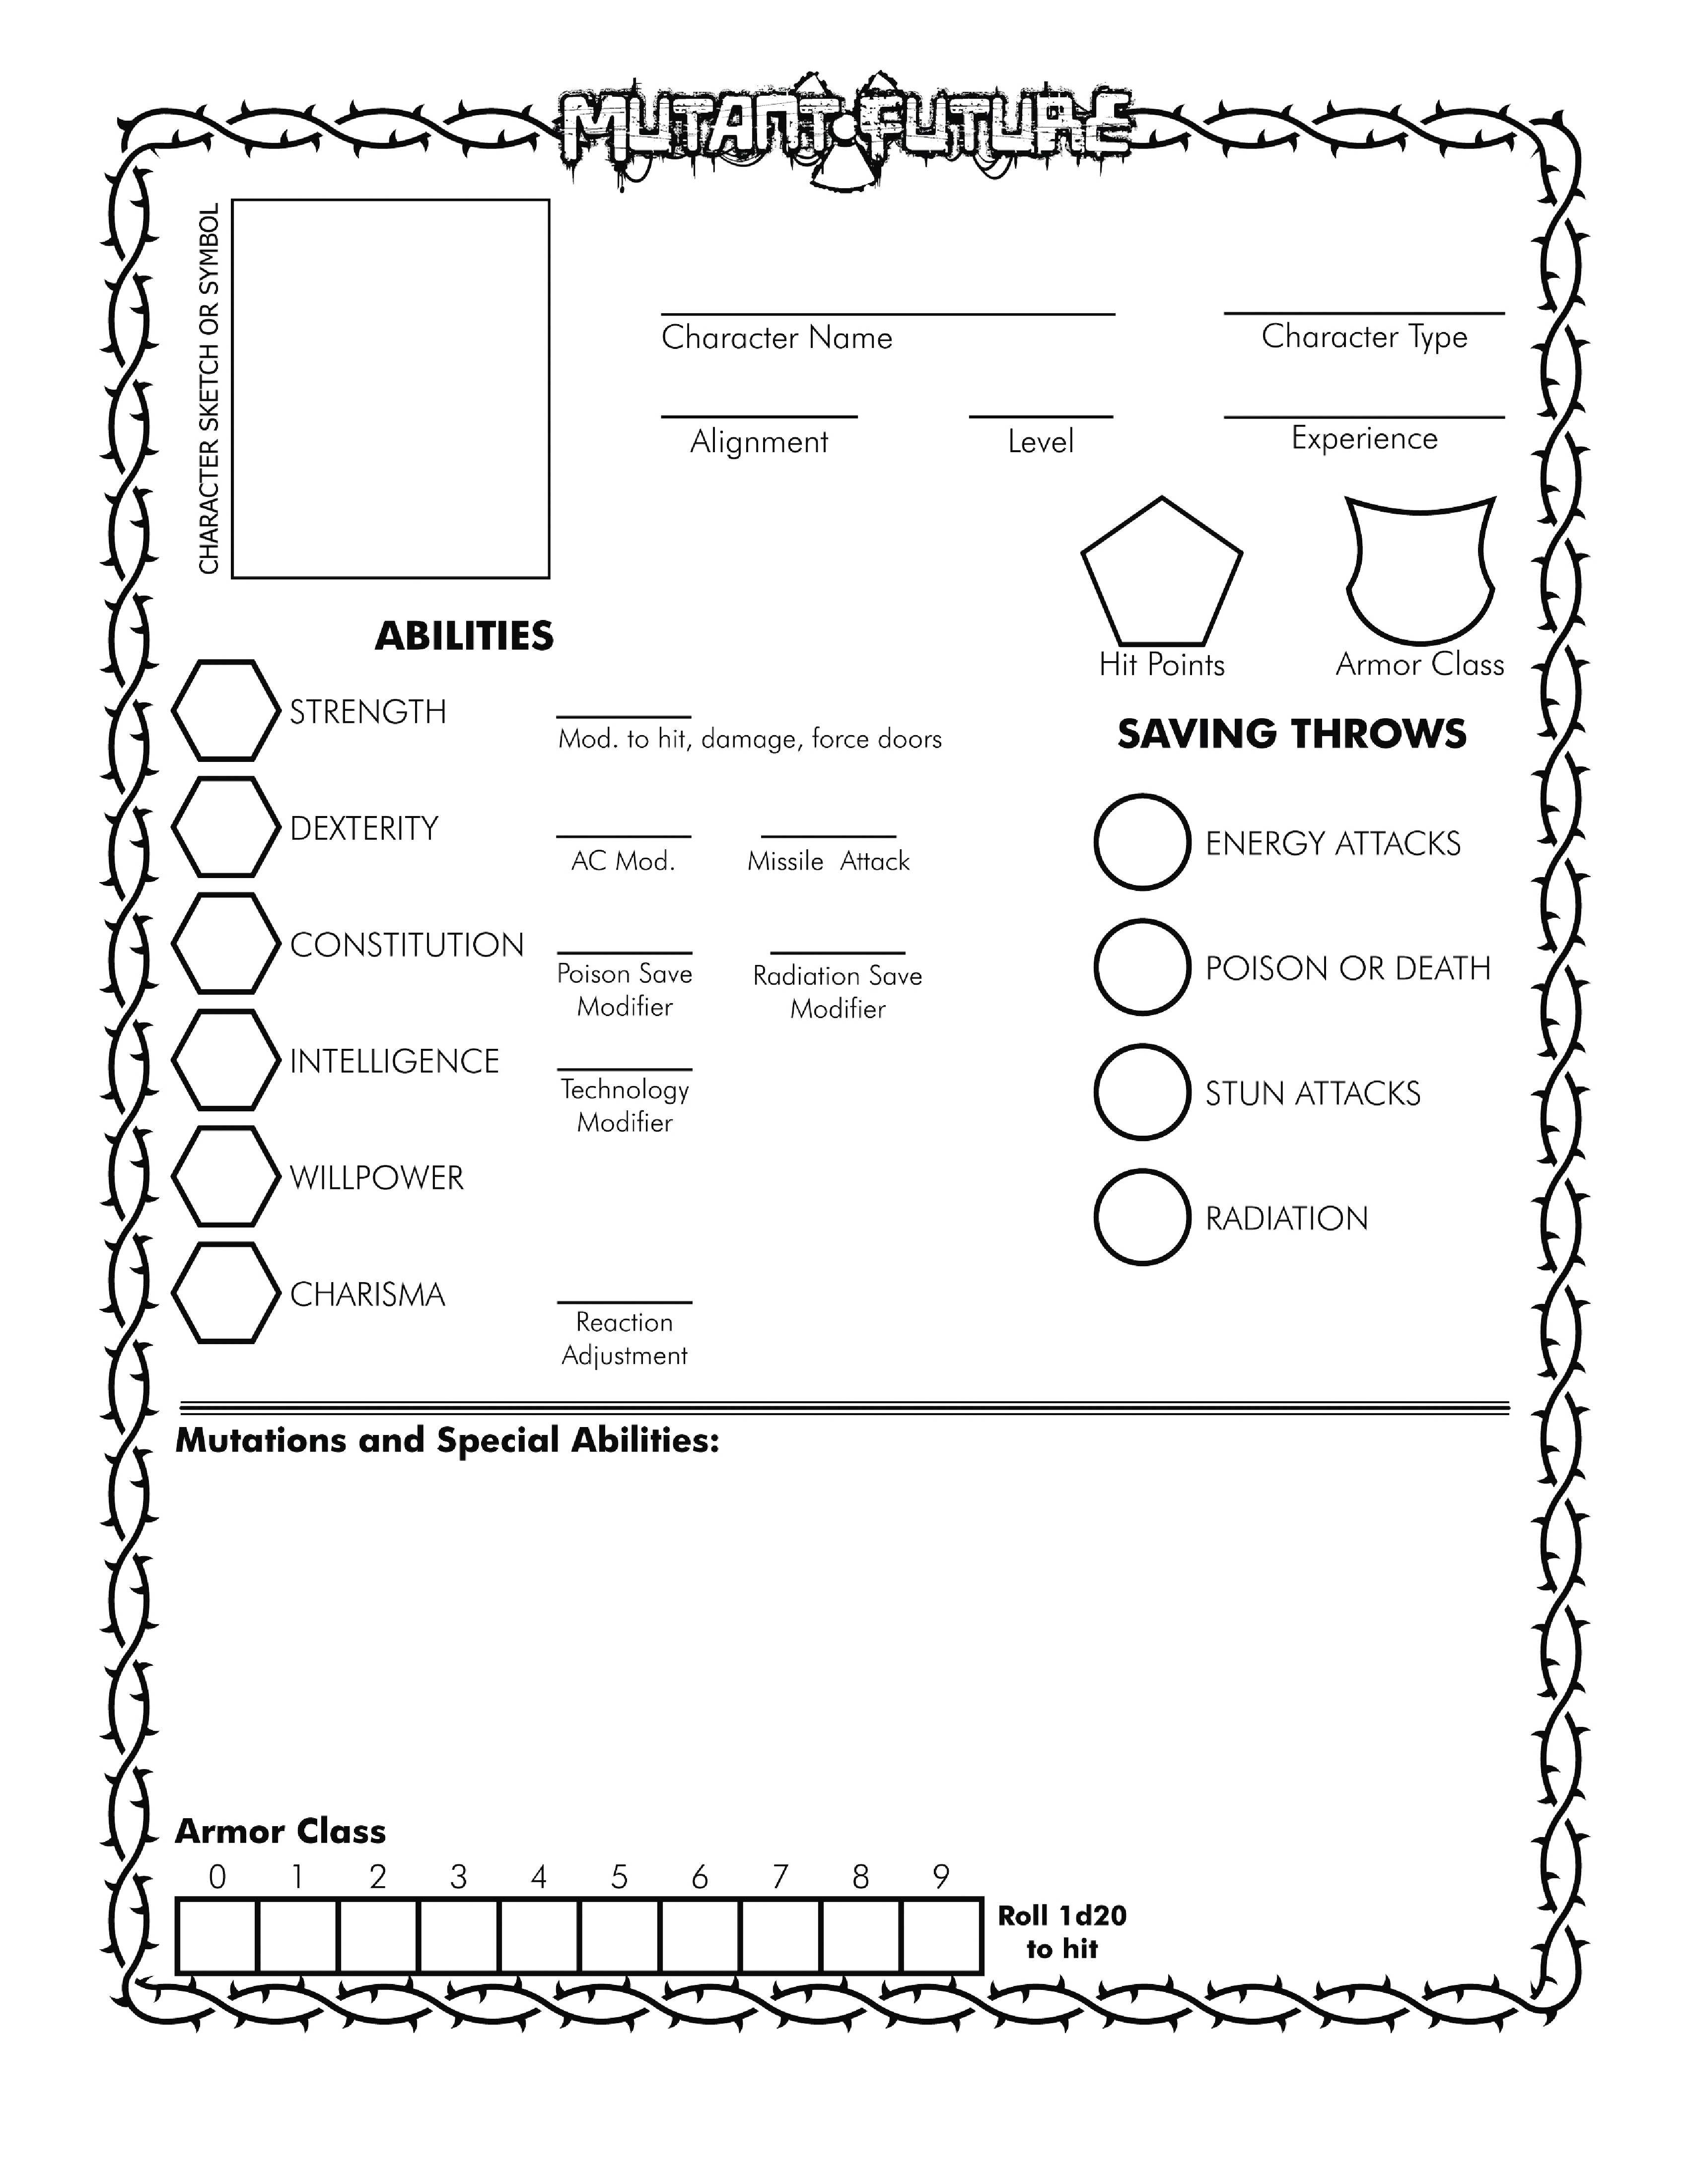 MUTANT FUTURE
CHARACTER SKETCH OR SYMBOL
Character Name
Character Type
Alignment
Level
Experience
Hit Points
Armor Class
ABILITIES
STRENGTH
Mod. to hit, damage, force doors
DEXTERITY
AC Mod.
Missile Attack
CONSTITUTION
Poison Save
Modifier
Radiation Save
Modifier
INTELLIGENCE
Technology
Modifier
WILLPOWER
CHARISMA
Reaction
Adjustment
SAVING THROWS
ENERGY ATTACKS
POISON OR DEATH
STUN ATTACKS
RADIATION
Mutations and Special Abilities:
Armor Class
0 1 2 3 4 5 6 7 8 9
Roll 1d20
to hit